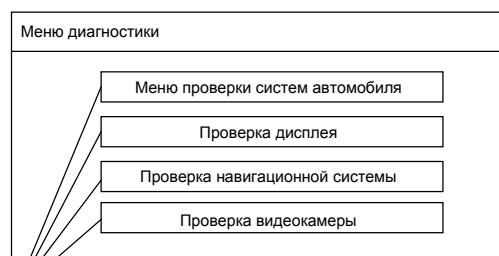 Меню диагностики
Меню проверки систем автомобиля
Проверка дисплея
Проверка навигационной системы
Проверка видеокамеры